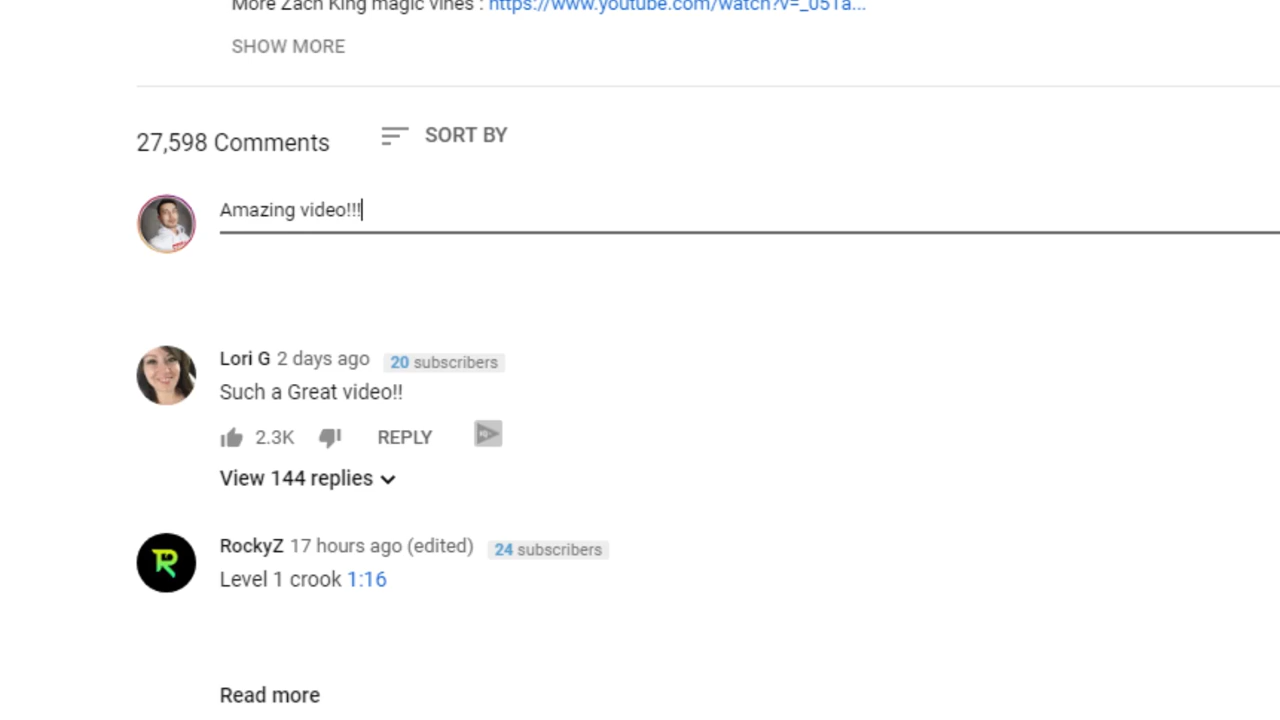 More Zach King magic vines : https://www.youtube.com/watch?v=_051a...
SHOW MORE
27,598 Comments SORT BY
Amazing video!!!
Lori G 2 days ago 20 subscribers
Such a Great video!!
2.3K REPLY
View 144 replies
RockyZ 17 hours ago (edited) 24 subscribers
Level 1 crook 1:16
Read more